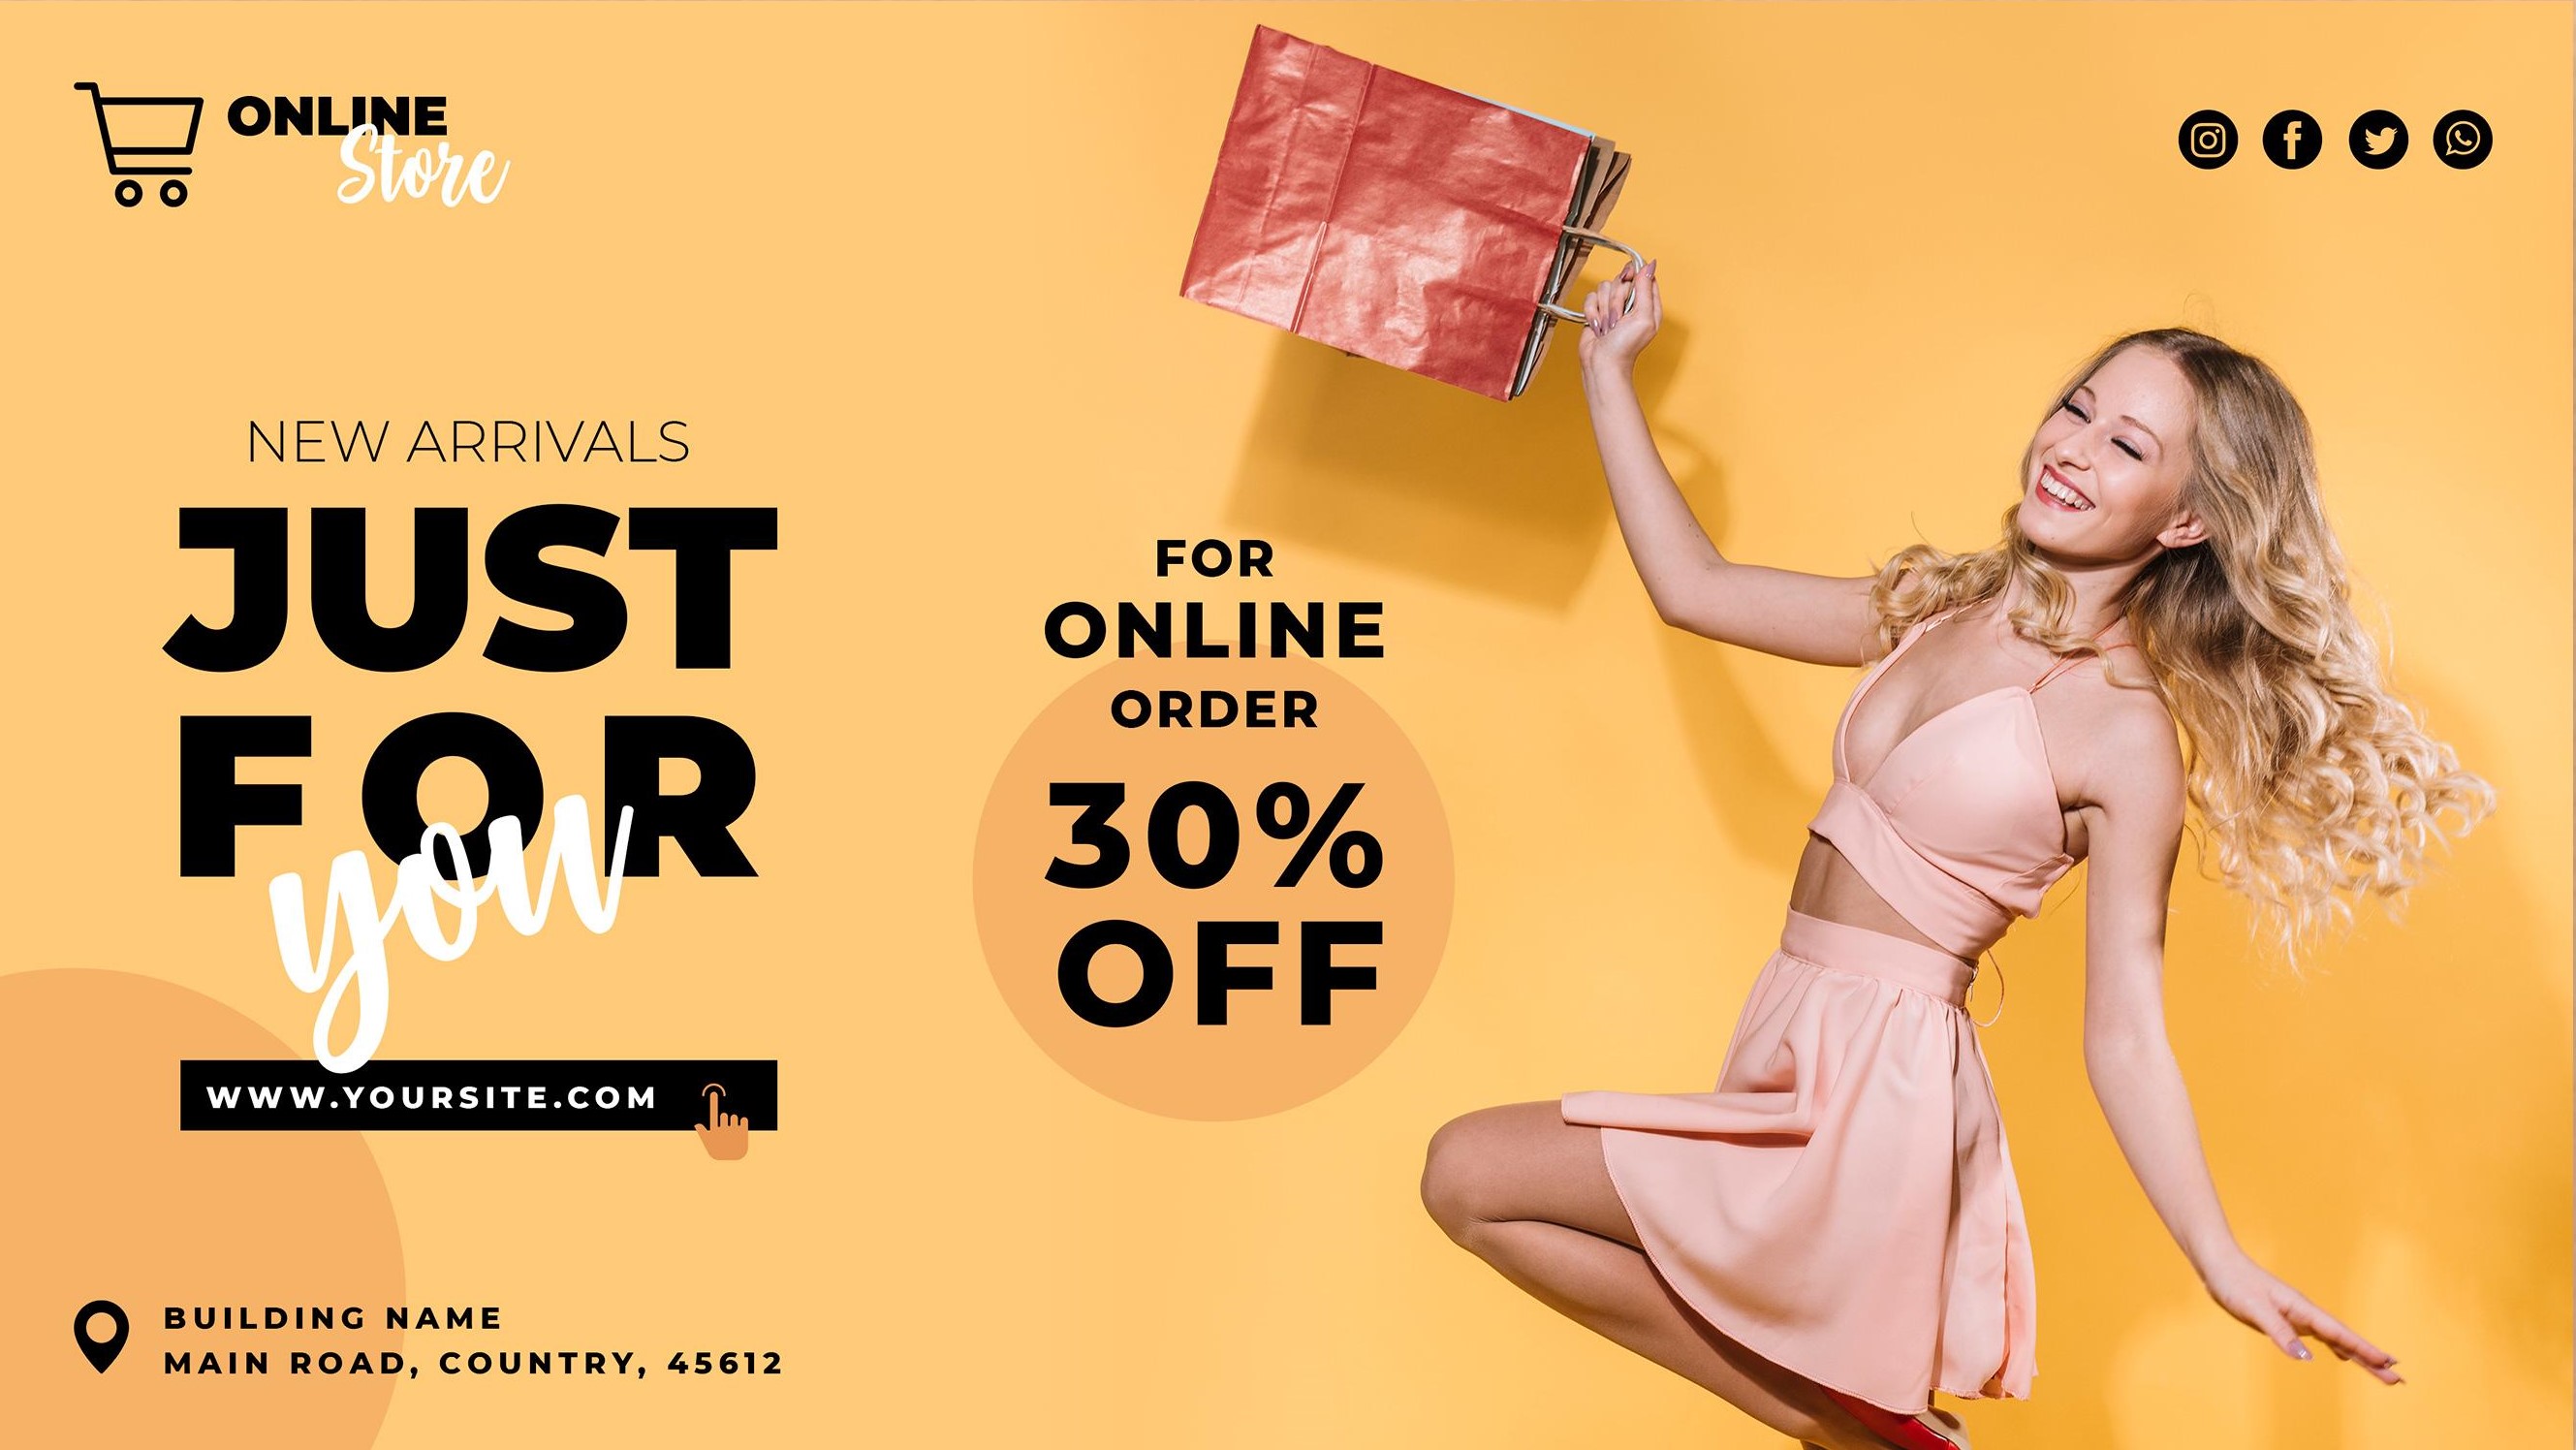 ONLINE
Store
NEW ARRIVALS
JUST
FOR
you
WWW.YOURSITE.COM
FOR
ONLINE
ORDER
30%
OFF
BUILDING NAME
MAIN ROAD, COUNTRY, 45612